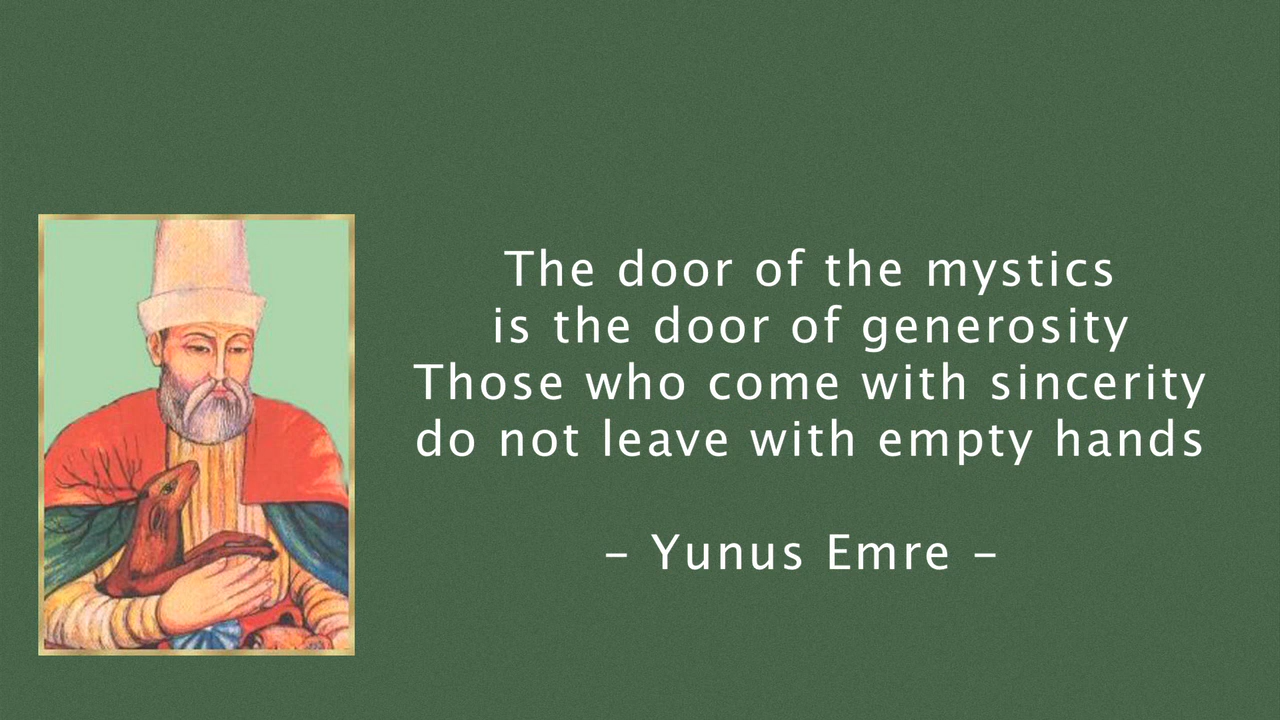 The door of the mystics
is the door of generosity
Those who come with sincerity
do not leave with empty hands
– Yunus Emre –